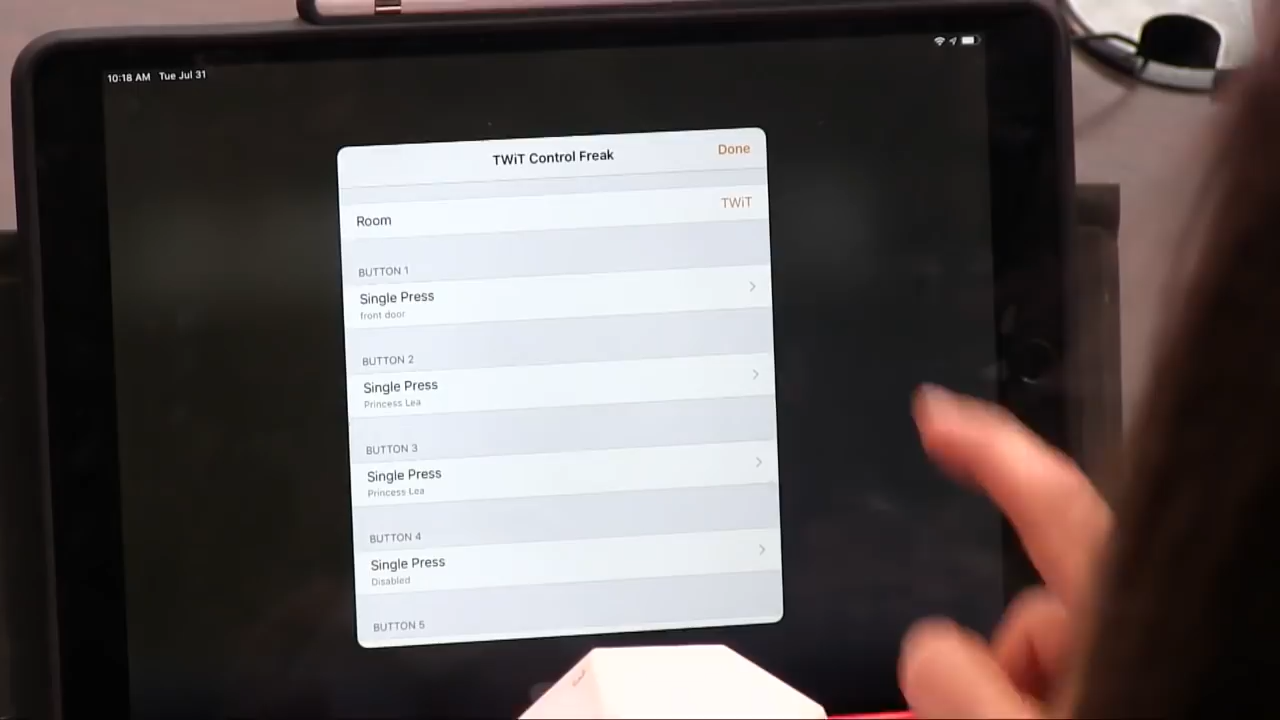 10:18 AM Tue Jul 31
TWiT Control Freak
Done
Room
TWiT
BUTTON 1
Single Press
front door
BUTTON 2
Single Press
Princess Lea
BUTTON 3
Single Press
Princess Lea
BUTTON 4
Single Press
Disabled
BUTTON 5